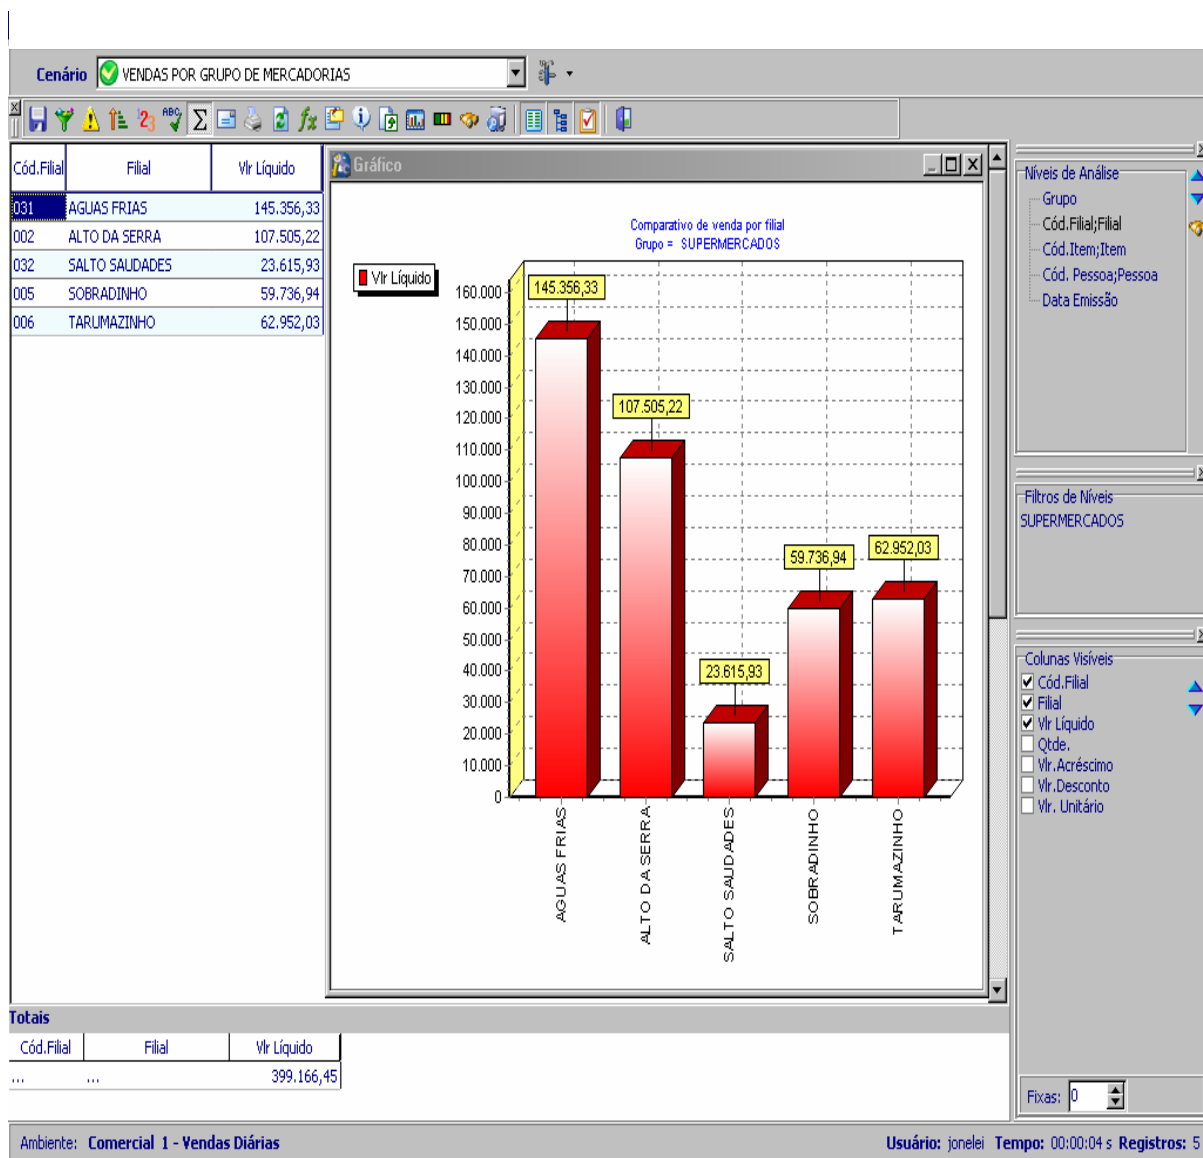 Cenário VENDAS POR GRUPO DE MERCADORIAS
Cód.Filial Filial Vlr Líquido
031 AGUAS FRIAS 145.356,33
002 ALTO DA SERRA 107.505,22
032 SALTO SAUDADES 23.615,93
005 SOBRADINHO 59.736,94
006 TARUMAZINHO 62.952,03
Gráfico
Comparativo de venda por filial
Grupo = SUPERMERCADOS
Vlr Líquido
160.000
150.000
140.000
130.000
120.000
110.000
100.000
90.000
80.000
70.000
60.000
50.000
40.000
30.000
20.000
10.000
0
145.356,33
107.505,22
23.615,93
59.736,94
62.952,03
AGUAS FRIAS
ALTO DA SERRA
SALTO SAUDADES
SOBRADINHO
TARUMAZINHO
Níveis de Análise
Grupo
Cód.Filial;Filial
Cód.Item;Item
Cód. Pessoa;Pessoa
Data Emissão
Filtros de Níveis
SUPERMERCADOS
Colunas Visíveis
Cód.Filial
Filial
Vlr Líquido
Qtde.
Vlr.Acréscimo
Vlr.Desconto
Vlr. Unitário
Fixas: 0
Totais
Cód.Filial Filial Vlr Líquido
... ... 399.166,45
Ambiente: Comercial 1 - Vendas Diárias Usuário: jonelei Tempo: 00:00:04 s Registros: 5